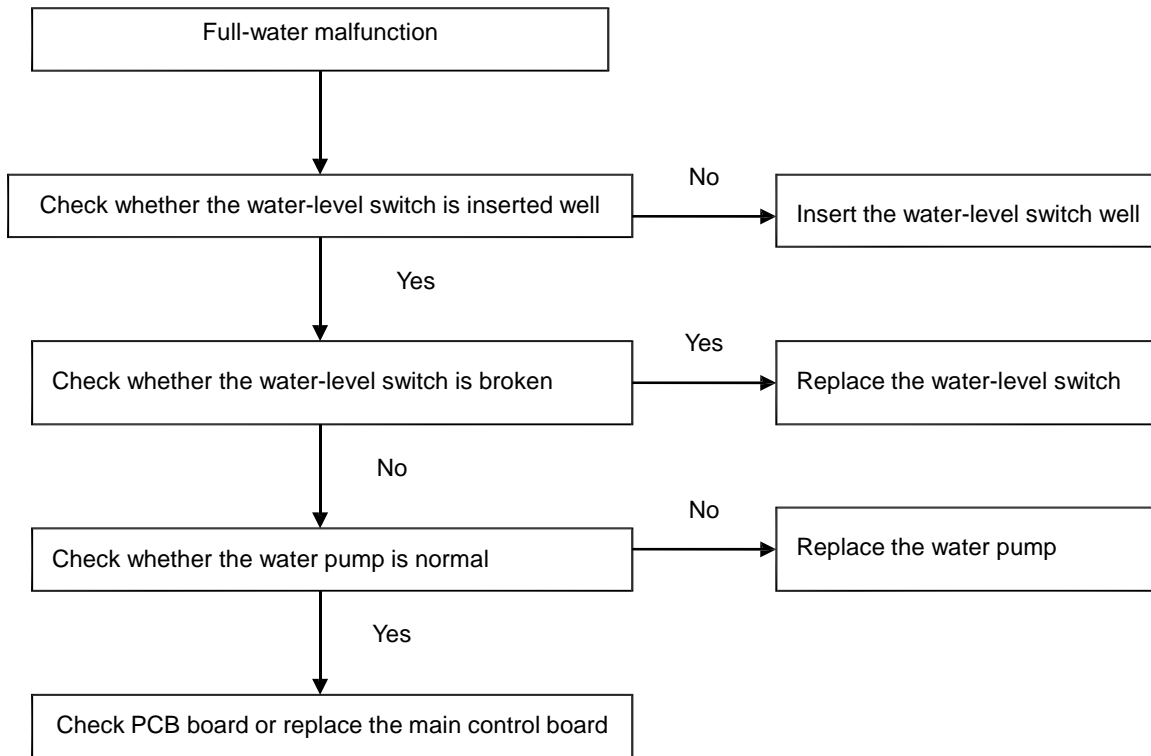 Full-water malfunction
No
Check whether the water-level switch is inserted well
Insert the water-level switch well
Yes
Yes
Check whether the water-level switch is broken
Replace the water-level switch
No
No
Check whether the water pump is normal
Replace the water pump
Yes
Check PCB board or replace the main control board